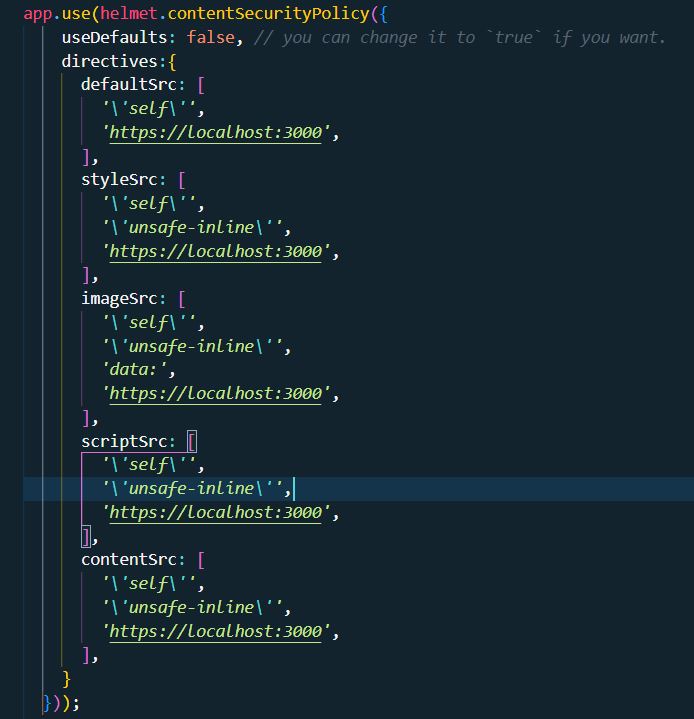 app.use(helmet.contentSecurityPolicy({
useDefaults: false, // you can change it to `true` if you want.
directives:{
defaultSrc: [
'\'self\'',
'https://localhost:3000',
],
styleSrc: [
'\'self\'',
'\'unsafe-inline\'',
'https://localhost:3000',
],
imageSrc: [
'\'self\'',
'\'unsafe-inline\'',
'data:',
'https://localhost:3000',
],
scriptSrc: [
'\'self\'',
'\'unsafe-inline\'',
'https://localhost:3000',
],
contentSrc: [
'\'self\'',
'\'unsafe-inline\'',
'https://localhost:3000',
],
}
}));